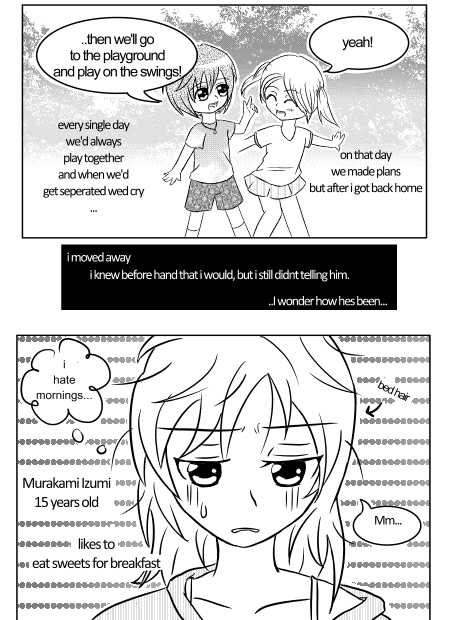 ..then we'll go
to the playground
and play on the swings!
yeah!
every single day
we'd always
play together
and when we'd
get seperated wed cry
...
on that day
we made plans
but after i got back home
i moved away
i knew before hand that i would, but i still didnt telling him.
..I wonder how hes been...
i
hate
mornings...
bed hair
Murakami Izumi
15 years old
Mm...
likes to
eat sweets for breakfast